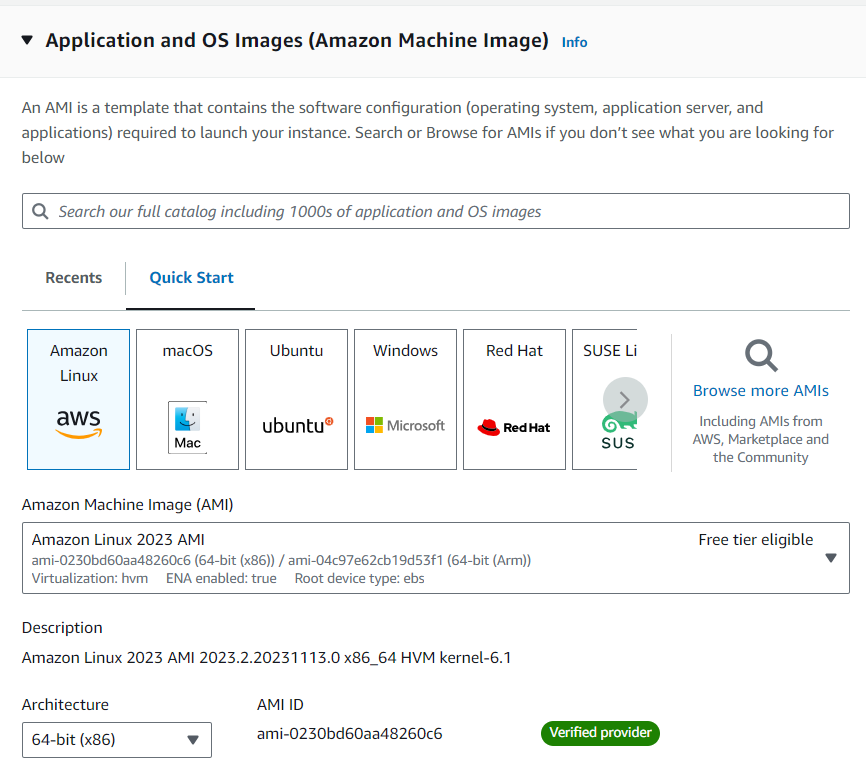 Application and OS Images (Amazon Machine Image) Info
An AMI is a template that contains the software configuration (operating system, application server, and
applications) required to launch your instance. Search or Browse for AMIs if you don’t see what you are looking for
below
Search our full catalog including 1000s of application and OS images
Recents
Quick Start
Amazon
Linux
aws
macOS
Mac
Ubuntu
ubuntu
Windows
Microsoft
Red Hat
Red Hat
SUSE Li
SUS
Browse more AMIs
Including AMIs from
AWS, Marketplace and
the Community
Amazon Machine Image (AMI)
Amazon Linux 2023 AMI
Free tier eligible
ami-0230bd60aa48260c6 (64-bit (x86)) / ami-04c97e62cb19d53f1 (64-bit (Arm))
Virtualization: hvm ENA enabled: true Root device type: ebs
Description
Amazon Linux 2023 AMI 2023.2.20231113.0 x86_64 HVM kernel-6.1
Architecture
AMI ID
64-bit (x86)
ami-0230bd60aa48260c6
Verified provider